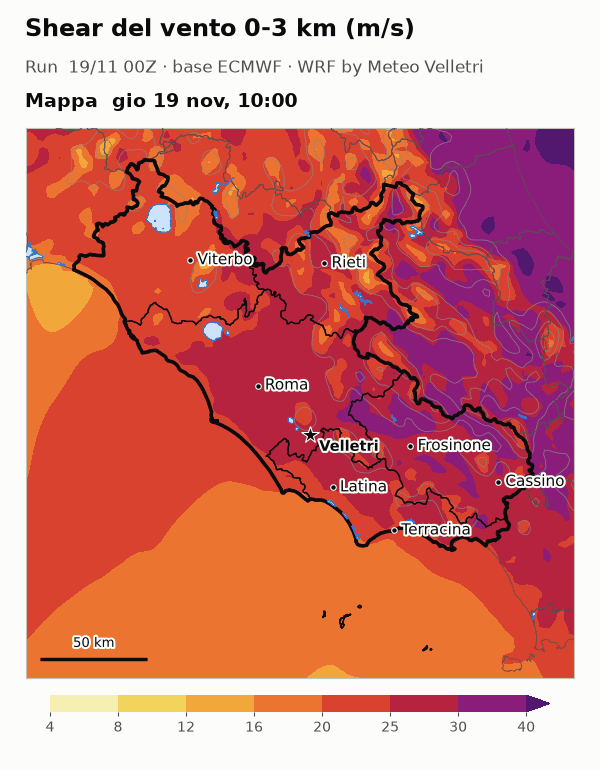 Shear del vento 0-3 km (m/s)
Run  19/11 00Z · base ECMWF · WRF by Meteo Velletri
Mappa  gio 19 nov, 10:00
Viterbo
Rieti
Roma
Velletri
Frosinone
Cassino
Latina
Terracina
50 km
4 8 12 16 20 25 30 40